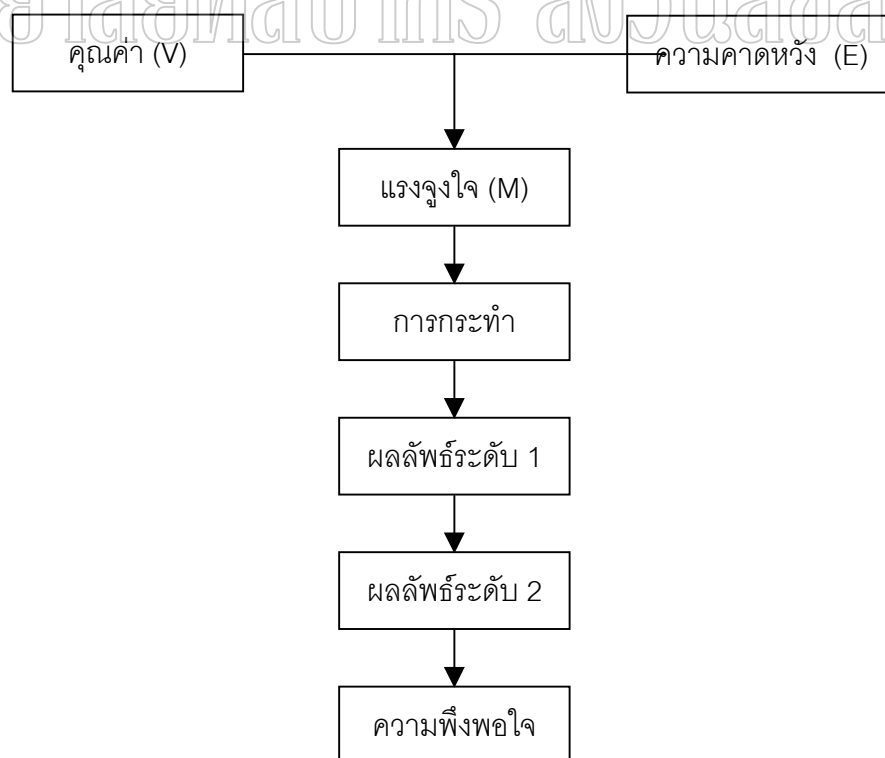 คุณค่า (V)
ความคาดหวัง (E)
แรงจูงใจ (M)
การกระทำ
ผลลัพธ์ระดับ 1
ผลลัพธ์ระดับ 2
ความพึงพอใจ